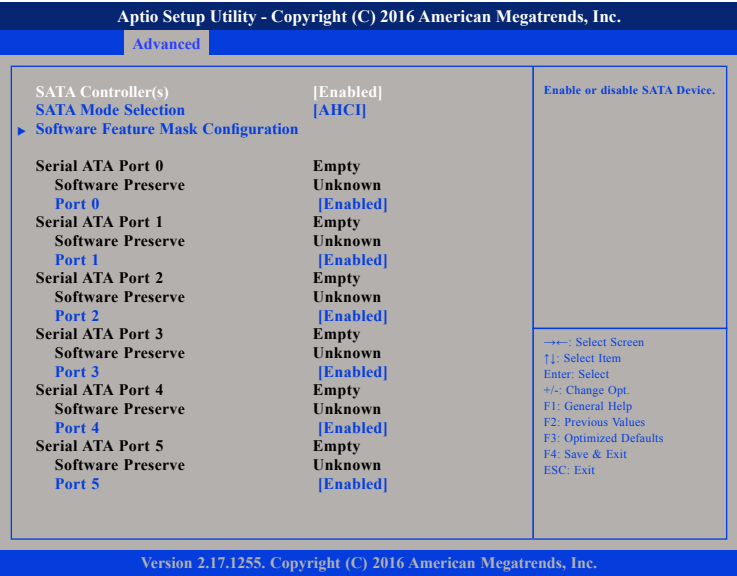 Aptio Setup Utility - Copyright (C) 2016 American Megatrends, Inc.
Advanced
SATA Controller(s) [Enabled]
SATA Mode Selection [AHCI]
▶ Software Feature Mask Configuration
Serial ATA Port 0 Empty
Software Preserve Unknown
Port 0 [Enabled]
Serial ATA Port 1 Empty
Software Preserve Unknown
Port 1 [Enabled]
Serial ATA Port 2 Empty
Software Preserve Unknown
Port 2 [Enabled]
Serial ATA Port 3 Empty
Software Preserve Unknown
Port 3 [Enabled]
Serial ATA Port 4 Empty
Software Preserve Unknown
Port 4 [Enabled]
Serial ATA Port 5 Empty
Software Preserve Unknown
Port 5 [Enabled]
Enable or disable SATA Device.
→←: Select Screen
↑↓: Select Item
Enter: Select
+/-: Change Opt.
F1: General Help
F2: Previous Values
F3: Optimized Defaults
F4: Save & Exit
ESC: Exit
Version 2.17.1255. Copyright (C) 2016 American Megatrends, Inc.